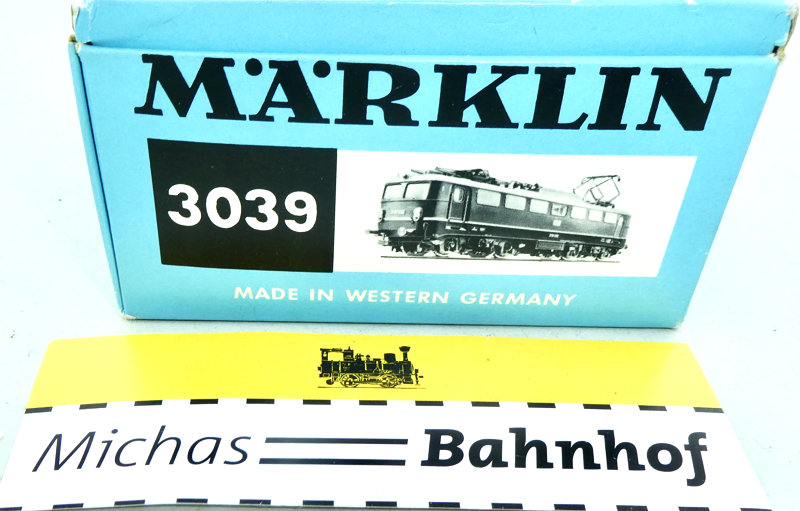 MÄRKLIN
3039
MADE IN WESTERN GERMANY
Michas Bahnhof